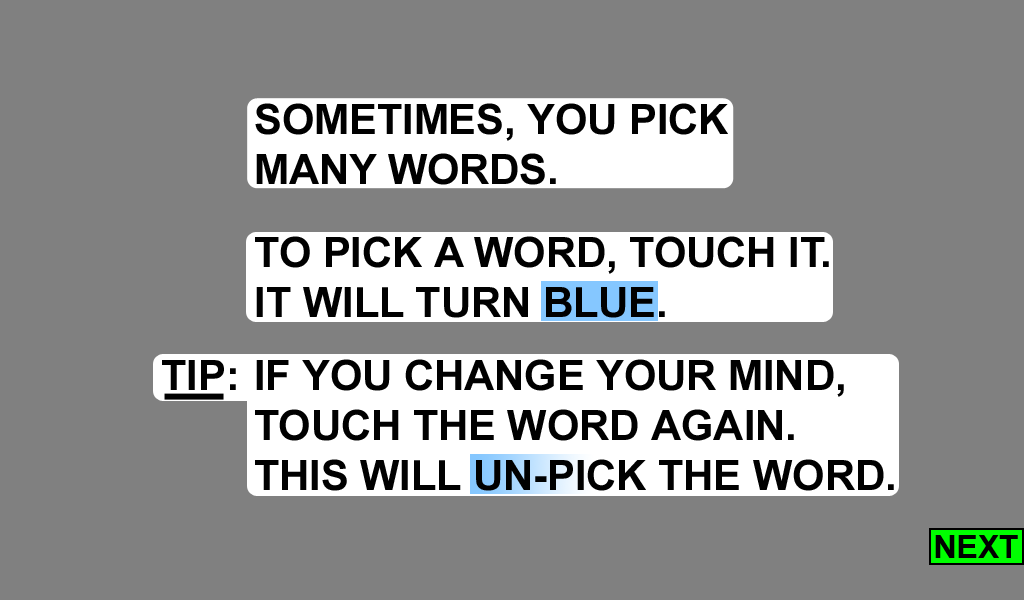 SOMETIMES, YOU PICK
MANY WORDS.
TO PICK A WORD, TOUCH IT.
IT WILL TURN BLUE.
TIP: IF YOU CHANGE YOUR MIND,
TOUCH THE WORD AGAIN.
THIS WILL UN-PICK THE WORD.
NEXT